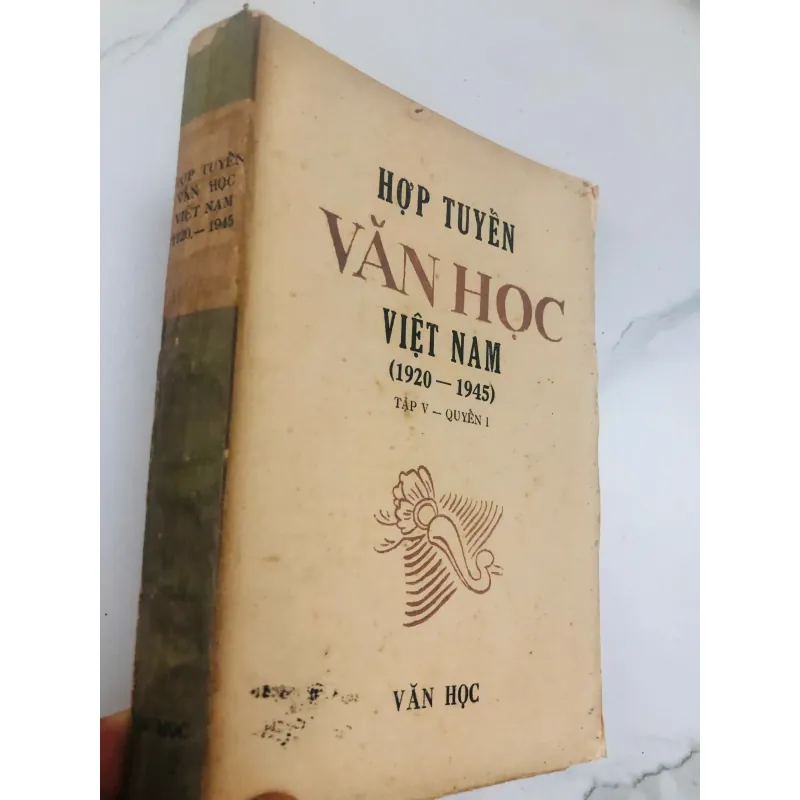 HỢP TUYỂN
VĂN HỌC
VIỆT NAM
(1920 — 1945)
TẬP V — QUYỂN I
VĂN HỌC
HỢP TUYỂN
VĂN HỌC
VIỆT NAM
1920 — 1945
HỌC